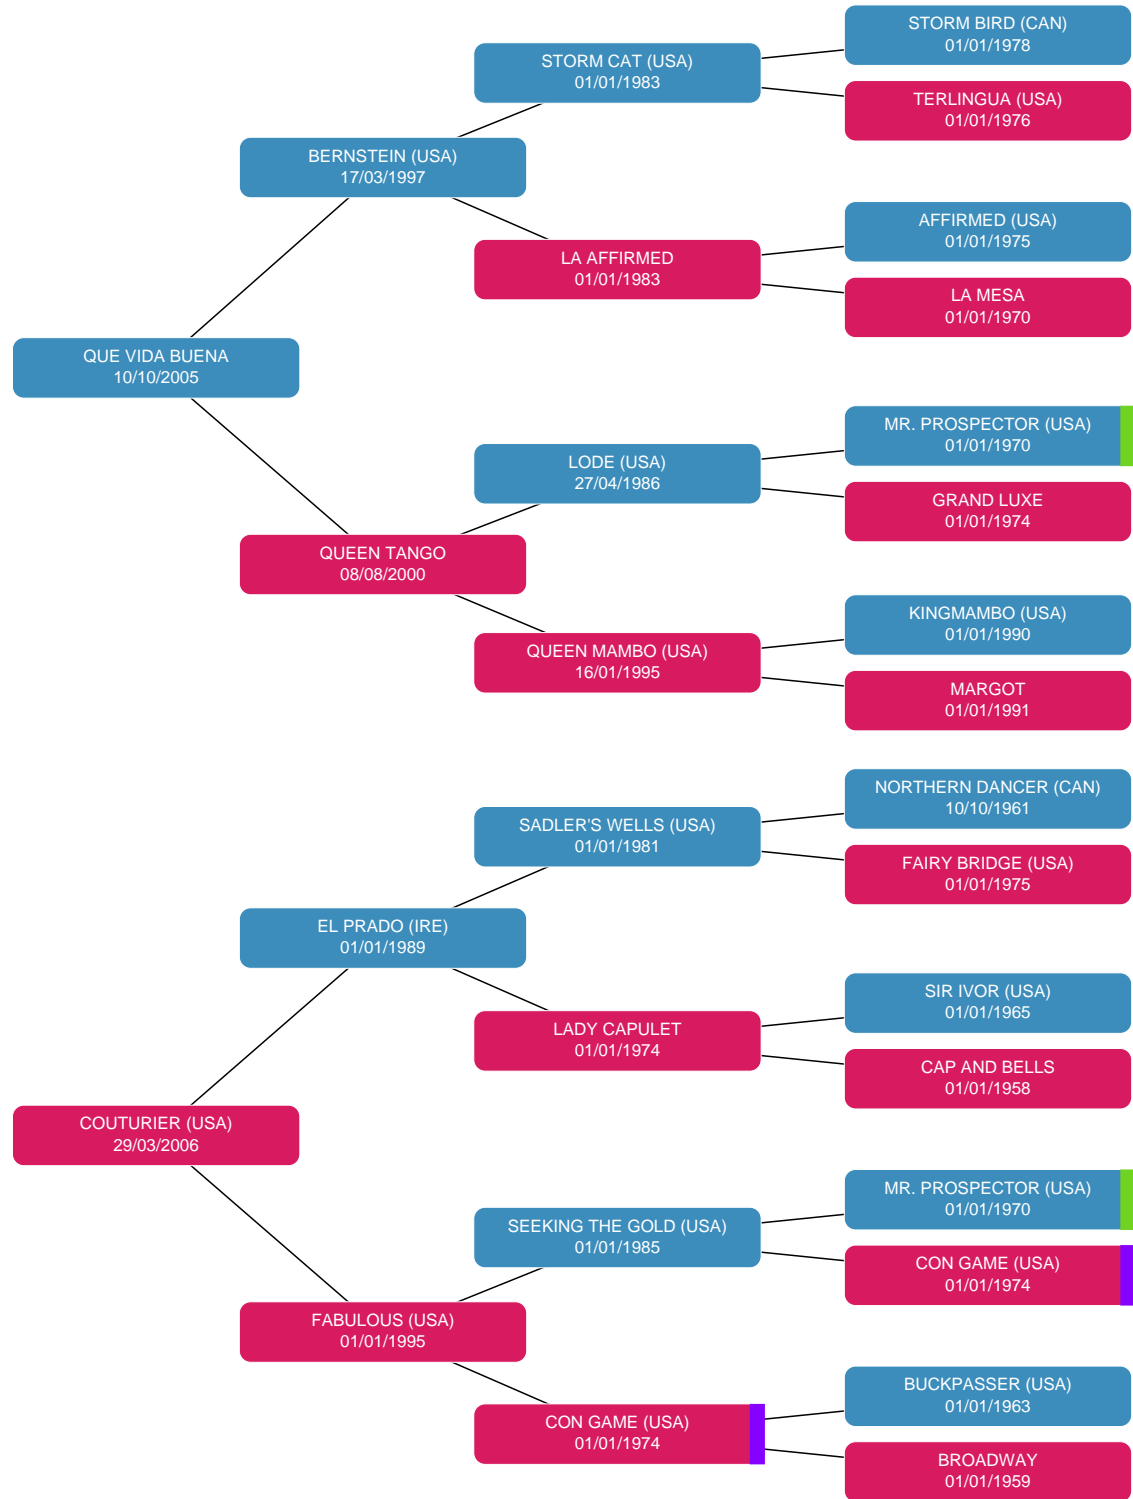 STORM BIRD (CAN)
01/01/1978
STORM CAT (USA)
01/01/1983
TERLINGUA (USA)
01/01/1976
BERNSTEIN (USA)
17/03/1997
AFFIRMED (USA)
01/01/1975
LA AFFIRMED
01/01/1983
LA MESA
01/01/1970
QUE VIDA BUENA
10/10/2005
MR. PROSPECTOR (USA)
01/01/1970
LODE (USA)
27/04/1986
GRAND LUXE
01/01/1974
QUEEN TANGO
08/08/2000
KINGMAMBO (USA)
01/01/1990
QUEEN MAMBO (USA)
16/01/1995
MARGOT
01/01/1991
NORTHERN DANCER (CAN)
10/10/1961
SADLER'S WELLS (USA)
01/01/1981
FAIRY BRIDGE (USA)
01/01/1975
EL PRADO (IRE)
01/01/1989
SIR IVOR (USA)
01/01/1965
LADY CAPULET
01/01/1974
CAP AND BELLS
01/01/1958
COUTURIER (USA)
29/03/2006
MR. PROSPECTOR (USA)
01/01/1970
SEEKING THE GOLD (USA)
01/01/1985
CON GAME (USA)
01/01/1974
FABULOUS (USA)
01/01/1995
BUCKPASSER (USA)
01/01/1963
CON GAME (USA)
01/01/1974
BROADWAY
01/01/1959